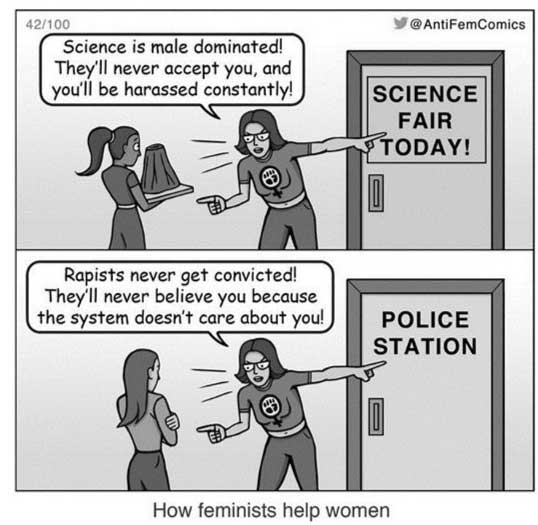 42/100
@AntiFemComics
Science is male dominated!
They'll never accept you, and
you'll be harassed constantly!
SCIENCE
FAIR
TODAY!
Rapists never get convicted!
They'll never believe you because
the system doesn't care about you!
POLICE
STATION
How feminists help women